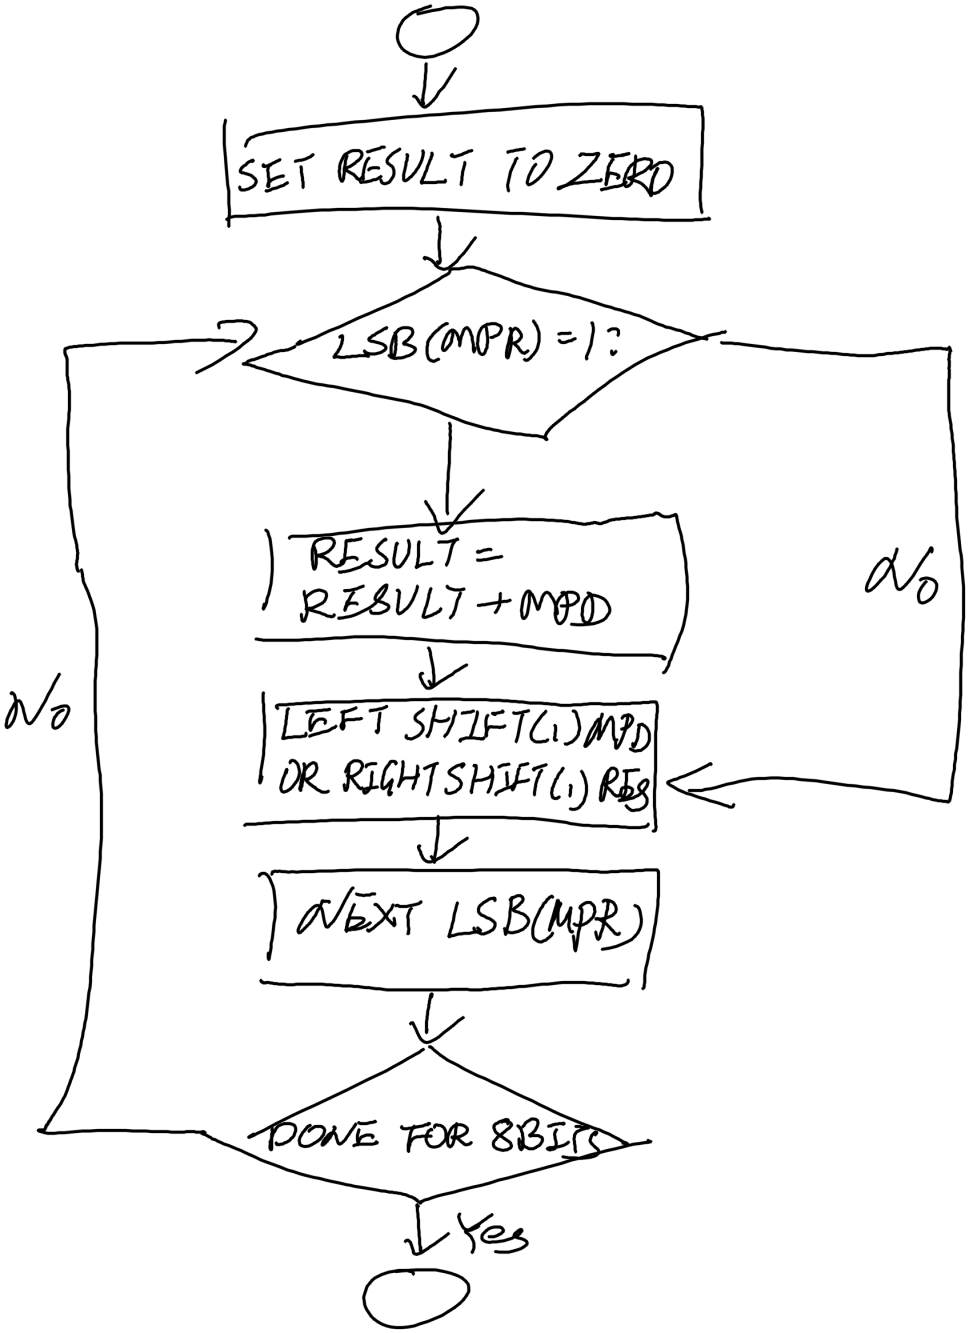 SET RESULT TO ZERO
LSB(MPR) = 1?
RESULT =
RESULT + MPD
No
No
LEFT SHIFT(1) MPD
OR RIGHT SHIFT(1) RES
NEXT LSB(MPR)
DONE FOR 8BITS
Yes